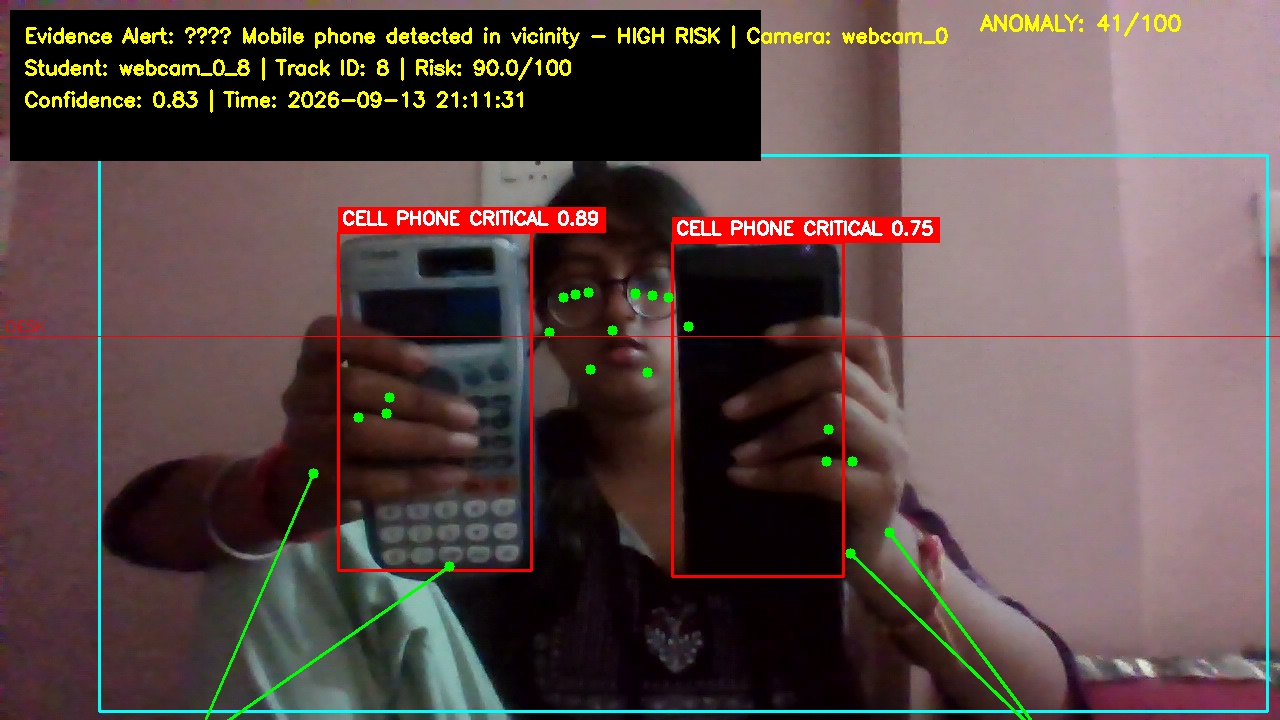 Evidence Alert: ???? Mobile phone detected in vicinity - HIGH RISK | Camera: webcam_0
ANOMALY: 41/100
Student: webcam_0_8 | Track ID: 8 | Risk: 90.0/100
Confidence: 0.83 | Time: 2026-09-13 21:11:31
CELL PHONE CRITICAL 0.89
CELL PHONE CRITICAL 0.75
DESK